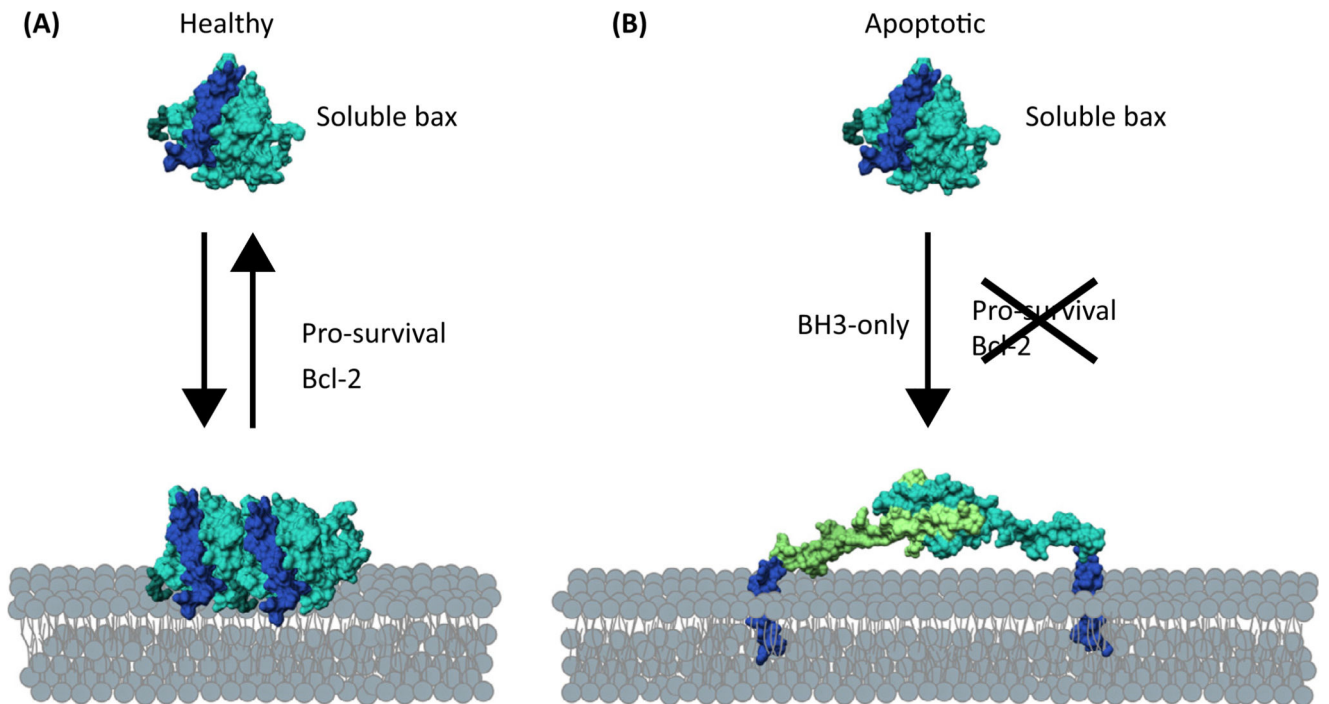 (A) Healthy
Soluble bax
Pro-survival
Bcl-2
(B) Apoptotic
Soluble bax
BH3-only
Pro-survival
Bcl-2